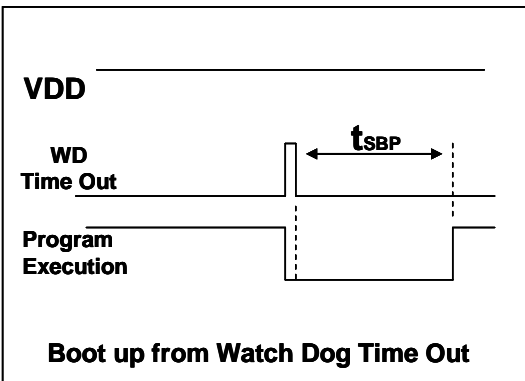 VDD
tSBP
WD
Time Out
Program
Execution
Boot up from Watch Dog Time Out